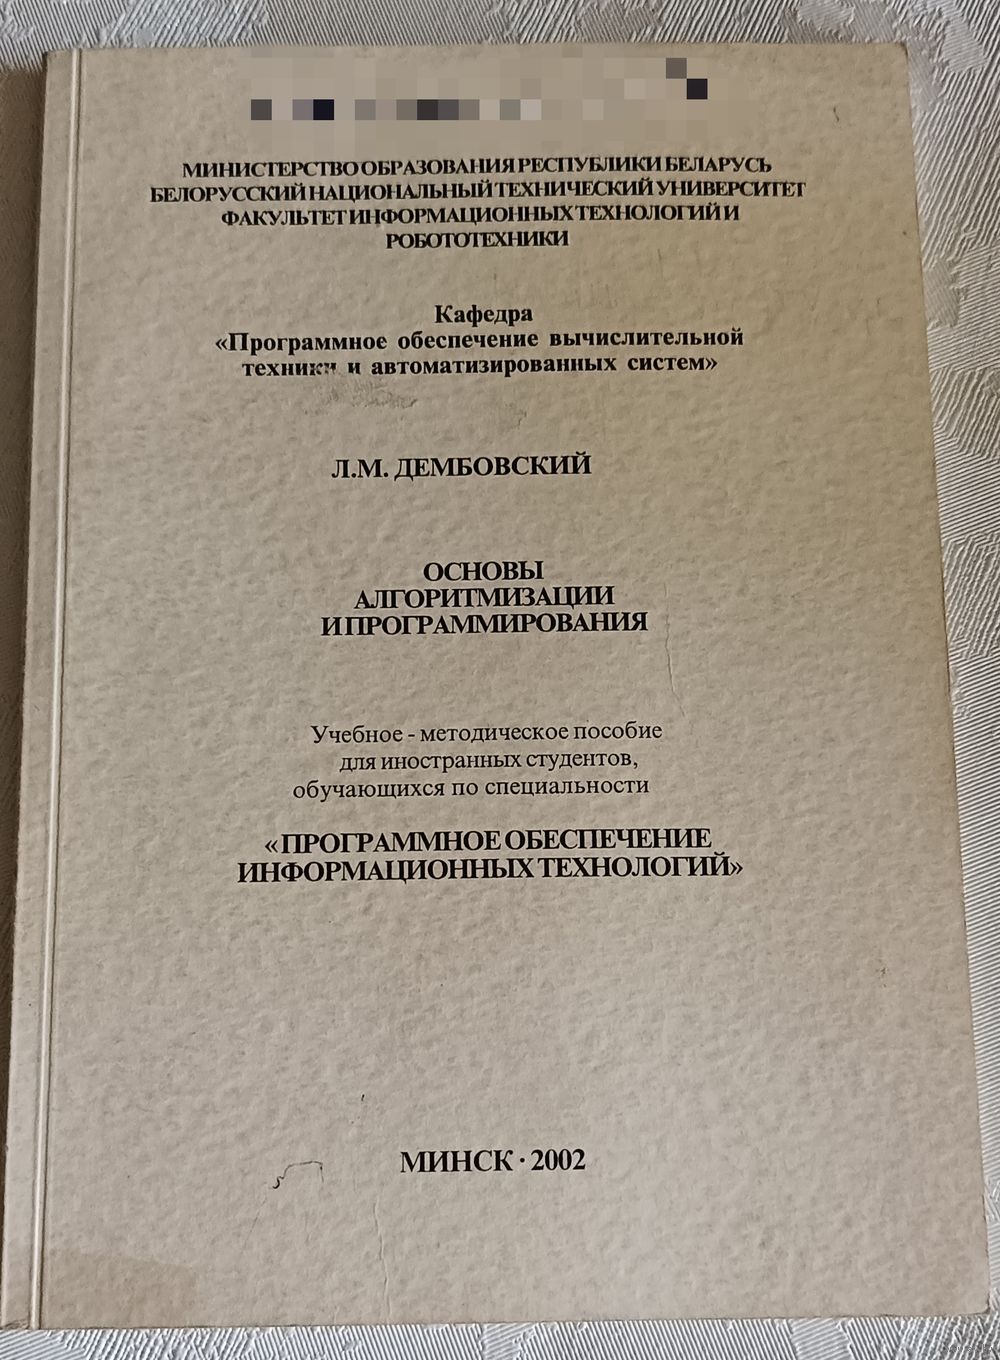 МИНИСТЕРСТВО ОБРАЗОВАНИЯ РЕСПУБЛИКИ БЕЛАРУСЬ
БЕЛОРУССКИЙ НАЦИОНАЛЬНЫЙ ТЕХНИЧЕСКИЙ УНИВЕРСИТЕТ
ФАКУЛЬТЕТ ИНФОРМАЦИОННЫХ ТЕХНОЛОГИЙ И
РОБОТОТЕХНИКИ
Кафедра
«Программное обеспечение вычислительной
техники и автоматизированных систем»
Л.М. ДЕМБОВСКИЙ
ОСНОВЫ
АЛГОРИТМИЗАЦИИ
И ПРОГРАММИРОВАНИЯ
Учебное - методическое пособие
для иностранных студентов,
обучающихся по специальности
«ПРОГРАММНОЕ ОБЕСПЕЧЕНИЕ
ИНФОРМАЦИОННЫХ ТЕХНОЛОГИЙ»
МИНСК · 2002